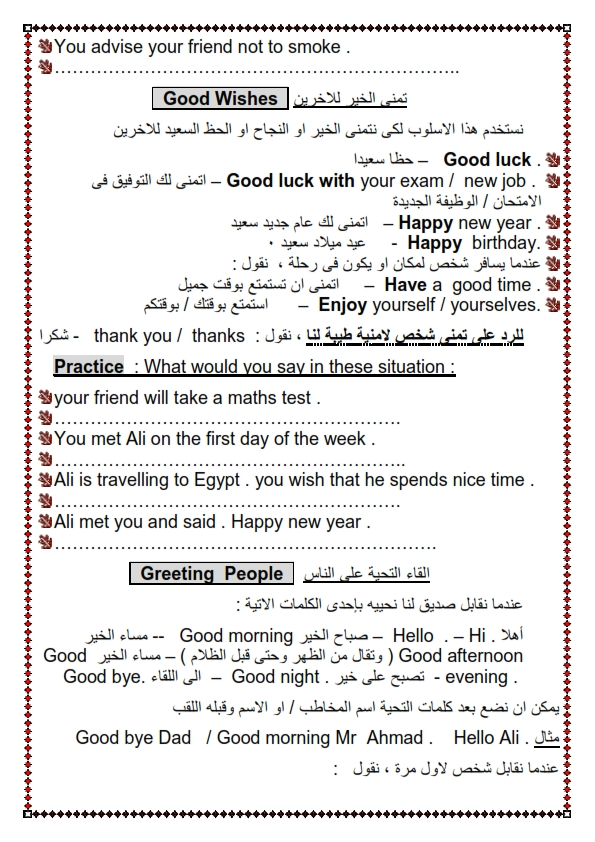 You advise your friend not to smoke .
……………………………………………………………….
Good Wishes تمنى الخير للاخرين
نستخدم هذا الاسلوب لكى نتمنى الخير او النجاح او الحظ السعيد للاخرين
Good luck . – حظا سعيدا
Good luck with your exam / new job . – اتمنى لك التوفيق فى
الامتحان / الوظيفة الجديدة
Happy new year . – اتمنى لك عام جديد سعيد
Happy birthday. - عيد ميلاد سعيد ٠
عندما يسافر شخص لمكان او يكون فى رحلة ، نقول :
Have a good time . – اتمنى ان تستمتع بوقت جميل
Enjoy yourself / yourselves. – استمتع بوقتك / بوقتكم
للرد على تمنى شخص لامنية طيبة لنا ، نقول : thank you / thanks - شكرا
Practice : What would you say in these situation :
your friend will take a maths test .
…………………………………………………….
You met Ali on the first day of the week .
…………………………………………………….
Ali is travelling to Egypt . you wish that he spends nice time .
…………………………………………………….
Ali met you and said . Happy new year .
………………………………………………………….
Greeting People القاء التحية على الناس
عندما نقابل صديق لنا نحييه بإحدى الكلمات الاتية :
أهلا . Hello . – Hi – صباح الخير Good morning -- مساء الخير
Good afternoon ( وتقال من الظهر وحتى قبل الظلام ) – مساء الخير Good
evening . - تصبح على خير . Good night – الى اللقاء .Good bye
يمكن ان نضع بعد كلمات التحية اسم المخاطب / او الاسم وقبله اللقب
مثال . Hello Ali . Good bye Dad / Good morning Mr Ahmad
عندما نقابل شخص لاول مرة ، نقول :